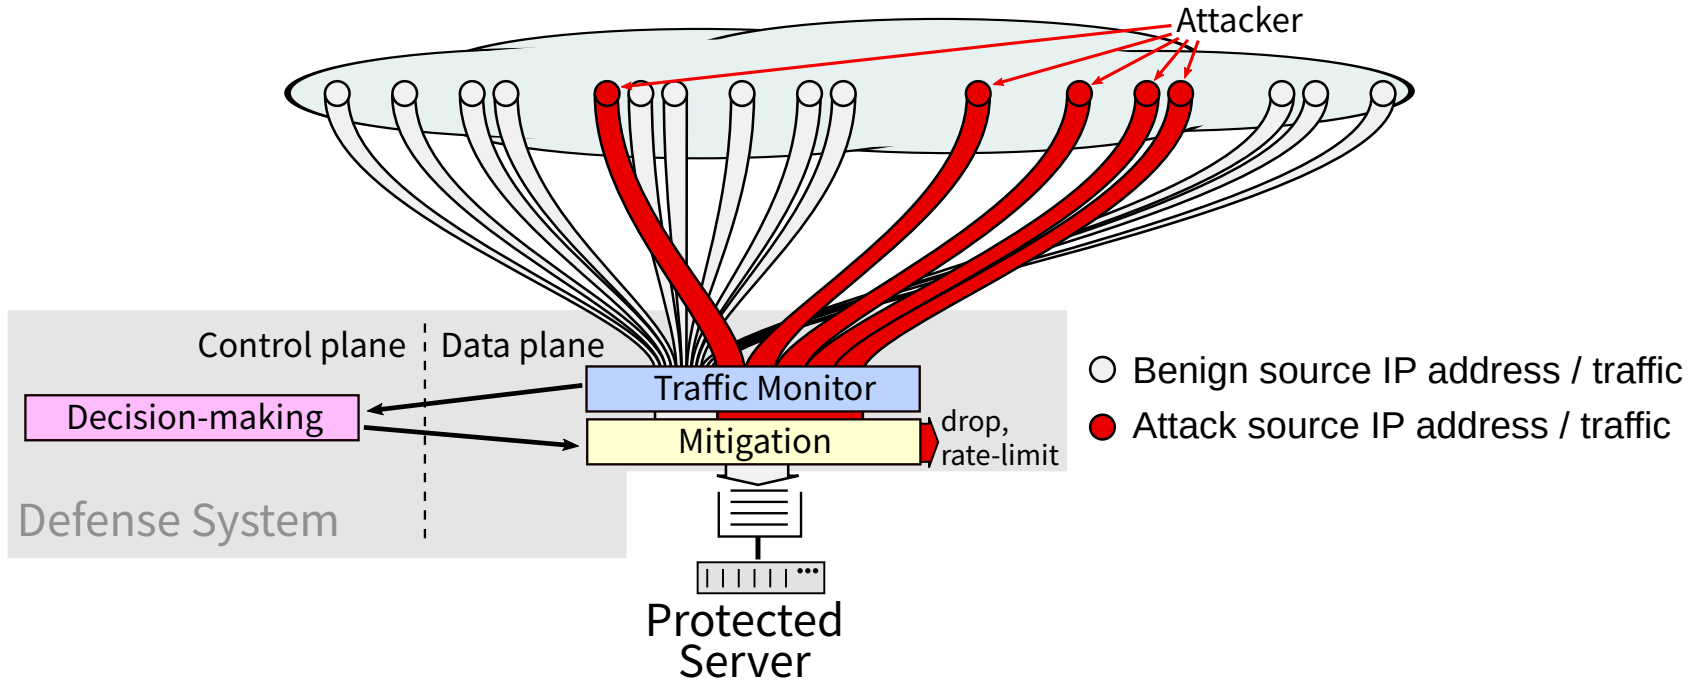 Attacker
Control plane
Data plane
Traffic Monitor
Decision-making
Mitigation
drop,
rate-limit
Defense System
Protected
Server
Benign source IP address / traffic
Attack source IP address / traffic